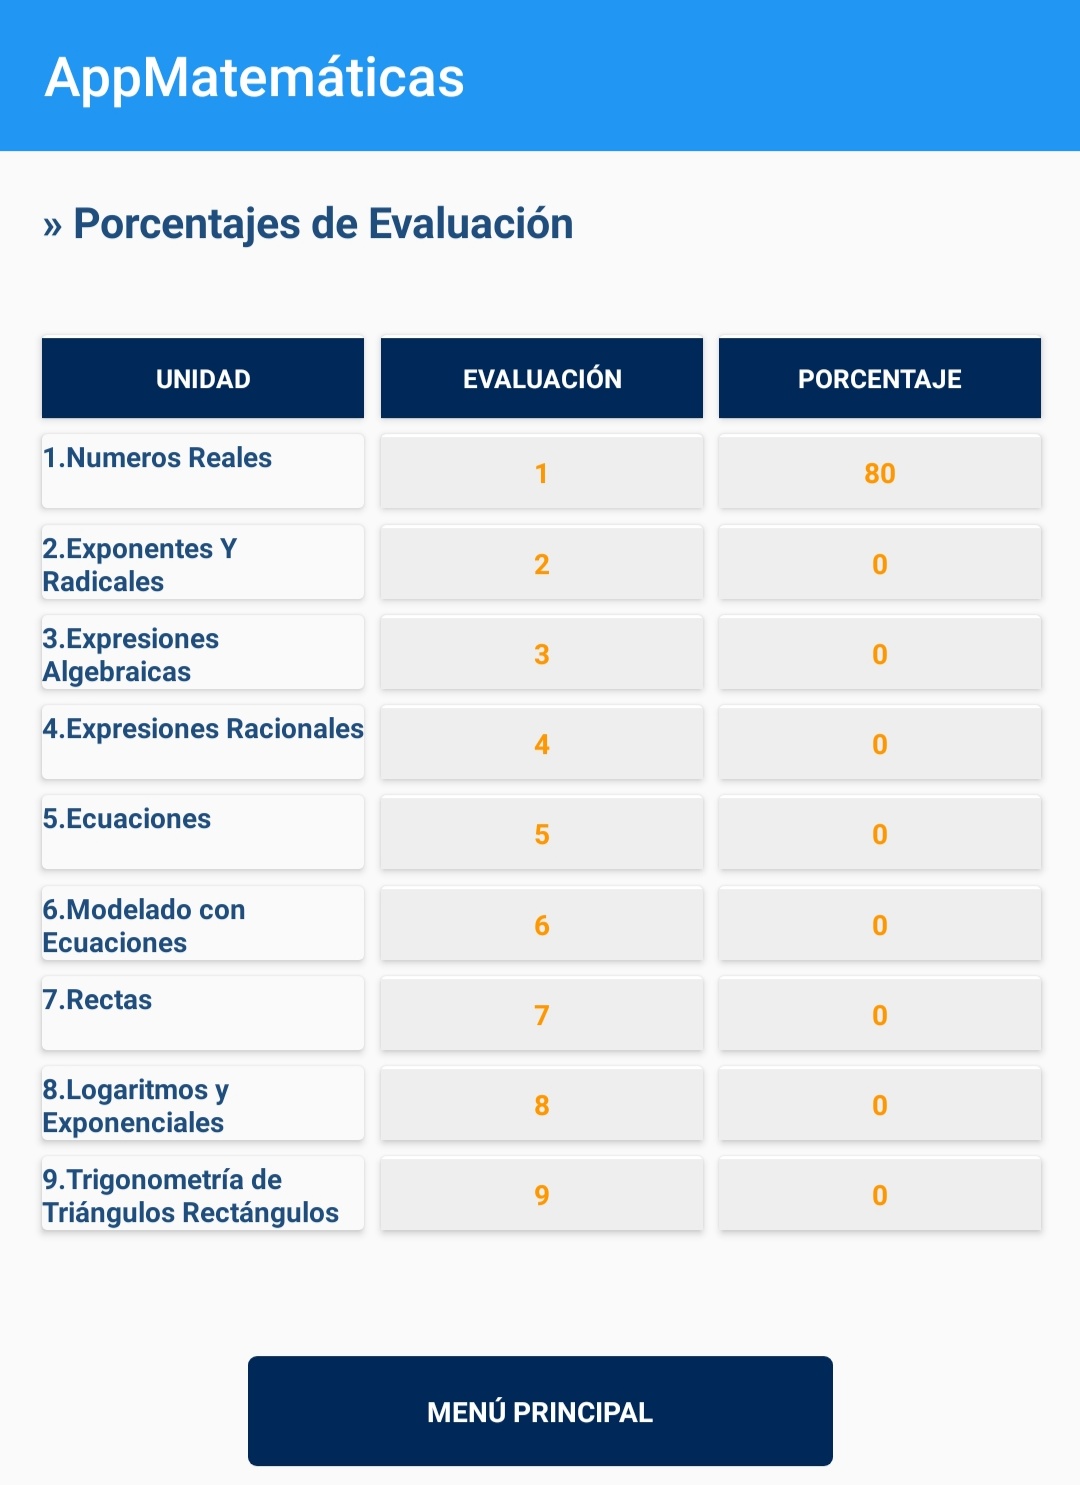 AppMatemáticas
» Porcentajes de Evaluación
UNIDAD EVALUACIÓN PORCENTAJE
1.Numeros Reales 1 80
2.Exponentes Y
Radicales 2 0
3.Expresiones
Algebraicas 3 0
4.Expresiones Racionales 4 0
5.Ecuaciones 5 0
6.Modelado con
Ecuaciones 6 0
7.Rectas 7 0
8.Logaritmos y
Exponenciales 8 0
9.Trigonometría de
Triángulos Rectángulos 9 0
MENÚ PRINCIPAL